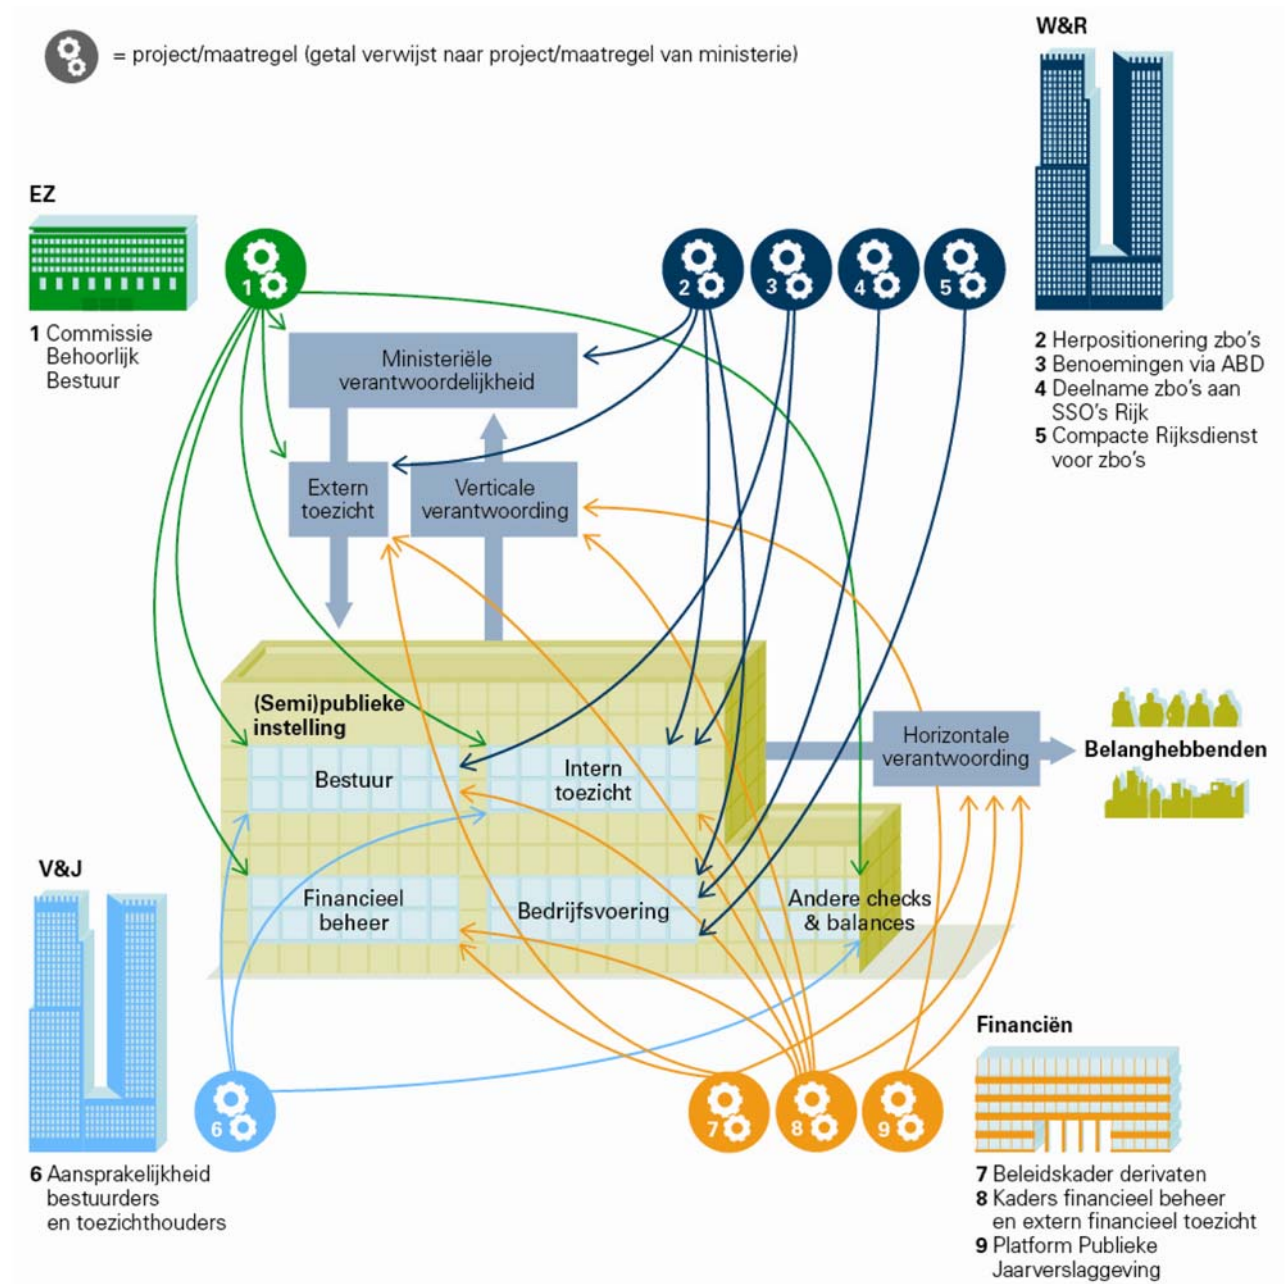 = project/maatregel (getal verwijst naar project/maatregel van ministerie)
W&R
EZ
1
2
3
4
5
1 Commissie
Behoorlijk
Bestuur
2 Herpositionering zbo's
3 Benoemingen via ABD
4 Deelname zbo's aan
SSO's Rijk
5 Compacte Rijksdienst
voor zbo's
Ministeriële
verantwoordelijkheid
Extern
toezicht
Verticale
verantwoording
(Semi)publieke
instelling
Bestuur
Intern
toezicht
Horizontale
verantwoording
Belanghebbenden
Financieel
beheer
Bedrijfsvoering
Andere checks
& balances
V&J
6
7
8
9
6 Aansprakelijkheid
bestuurders
en toezichthouders
Financiën
7 Beleidskader derivaten
8 Kaders financieel beheer
en extern financieel toezicht
9 Platform Publieke
Jaarverslaggeving